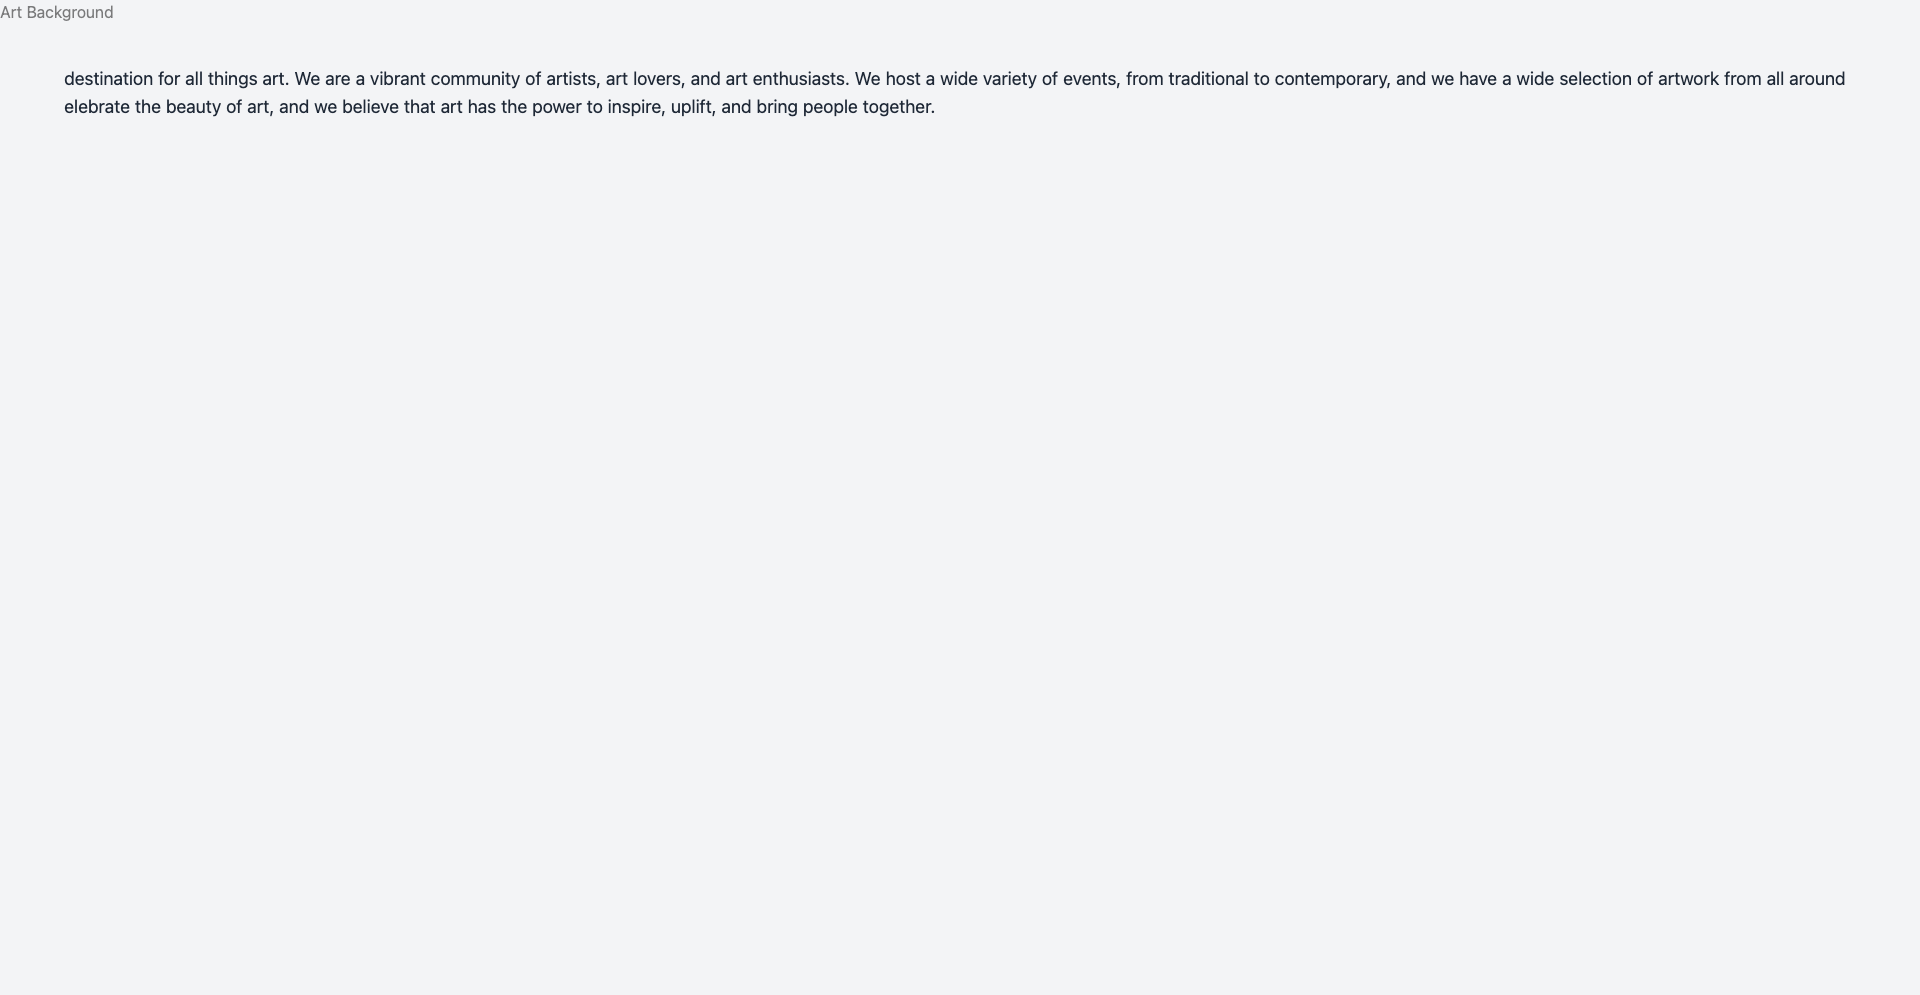 Art Background
destination for all things art. We are a vibrant community of artists, art lovers, and art enthusiasts. We host a wide variety of events, from traditional to contemporary, and we have a wide selection of artwork from all around
elebrate the beauty of art, and we believe that art has the power to inspire, uplift, and bring people together.